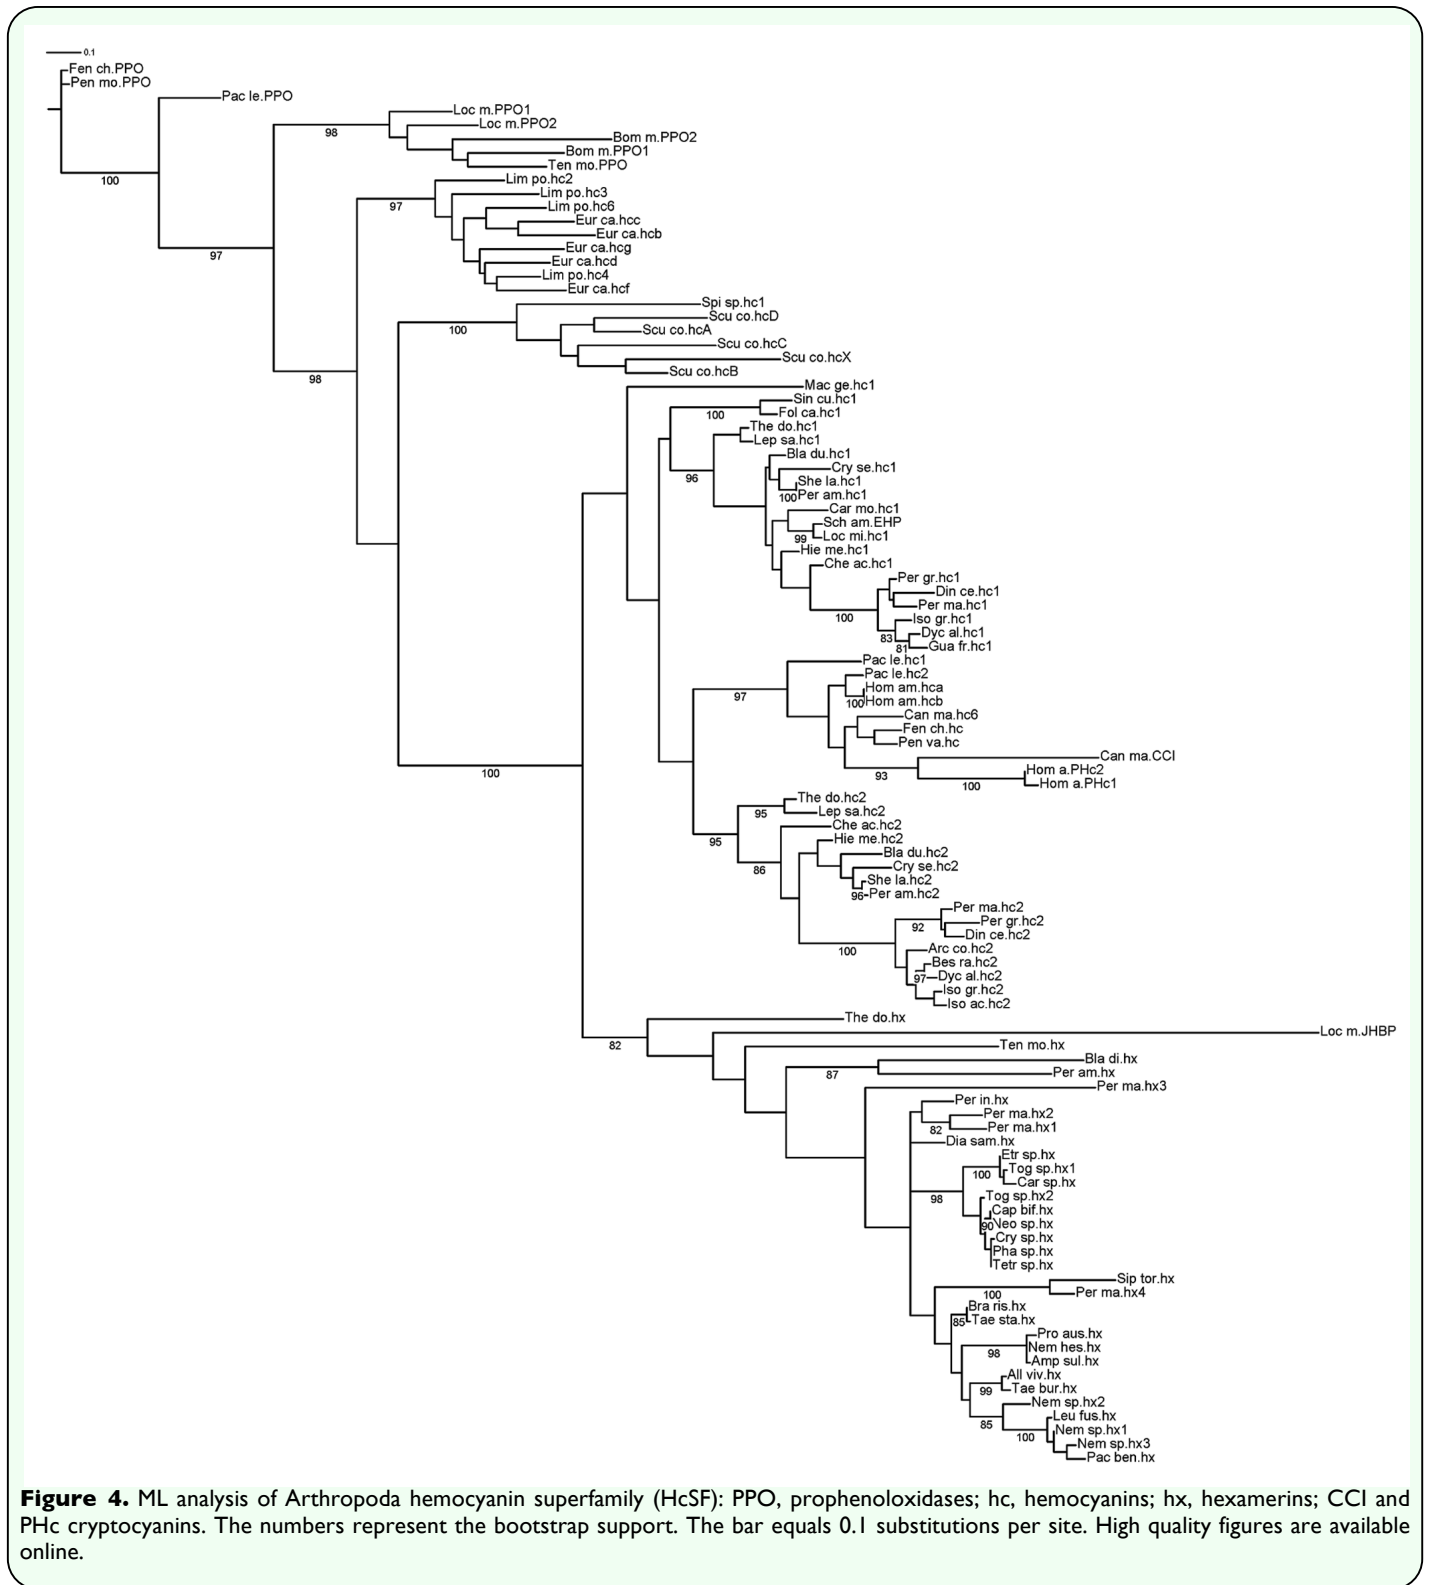 0.1
Fen ch.PPO
Pen mo.PPO
Pac le.PPO
Loc m.PPO1
Loc m.PPO2
98
Bom m.PPO2
Bom m.PPO1
Ten mo.PPO
100
Lim po.hc2
Lim po.hc3
97
Lim po.hc6
Eur ca.hcc
Eur ca.hcb
Eur ca.hcg
97
Eur ca.hcd
Lim po.hc4
Eur ca.hcf
Spi sp.hc1
Scu co.hcD
100
Scu co.hcA
Scu co.hcC
Scu co.hcX
Scu co.hcB
98
Mac ge.hc1
Sin cu.hc1
100
Fol ca.hc1
The do.hc1
Lep sa.hc1
Bla du.hc1
Cry se.hc1
96
She la.hc1
100
Per am.hc1
Car mo.hc1
Sch am.EHP
99
Loc mi.hc1
Hie me.hc1
Che ac.hc1
Per gr.hc1
Din ce.hc1
Per ma.hc1
100
Iso gr.hc1
Dyc al.hc1
83
81
Gua fr.hc1
Pac le.hc1
Pac le.hc2
Hom am.hca
97
100
Hom am.hcb
Can ma.hc6
Fen ch.hc
Pen va.hc
Can ma.CCI
Hom a.PHc2
93
100
Hom a.PHc1
100
The do.hc2
95
Lep sa.hc2
Che ac.hc2
95
Hie me.hc2
Bla du.hc2
86
Cry se.hc2
She la.hc2
96
Per am.hc2
Per ma.hc2
Per gr.hc2
92
Din ce.hc2
100
Arc co.hc2
Bes ra.hc2
97
Dyc al.hc2
Iso gr.hc2
Iso ac.hc2
The do.hx
Loc m.JHBP
82
Ten mo.hx
Bla di.hx
87
Per am.hx
Per ma.hx3
Per in.hx
Per ma.hx2
82
Per ma.hx1
Dia sam.hx
Etr sp.hx
Tog sp.hx1
100
Car sp.hx
98
Tog sp.hx2
Cap bif.hx
90
Neo sp.hx
Cry sp.hx
Pha sp.hx
Tetr sp.hx
Sip tor.hx
100
Per ma.hx4
Bra ris.hx
85
Tae sta.hx
Pro aus.hx
98
Nem hes.hx
Amp sul.hx
All viv.hx
99
Tae bur.hx
Nem sp.hx2
Leu fus.hx
85
Nem sp.hx1
100
Nem sp.hx3
Pac ben.hx
Figure 4. ML analysis of Arthropoda hemocyanin superfamily (HcSF): PPO, prophenoloxidases; hc, hemocyanins; hx, hexamerins; CCI and
PHc cryptocyanins. The numbers represent the bootstrap support. The bar equals 0.1 substitutions per site. High quality figures are available
online.